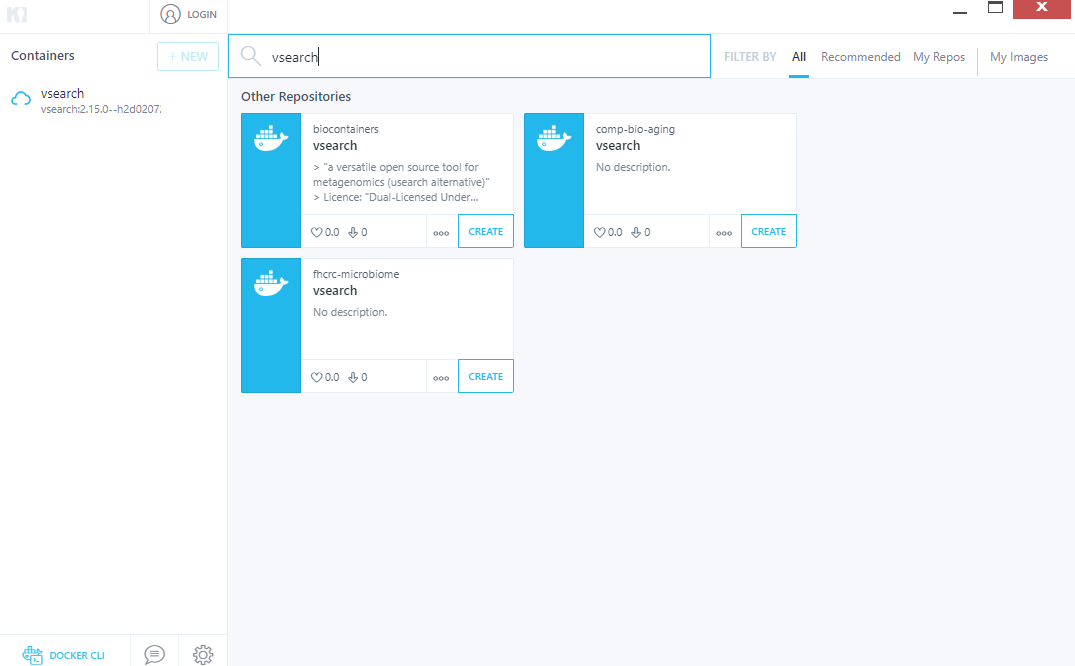 K
LOGIN
X
Containers
+ NEW
vsearch
FILTER BY
All
Recommended
My Repos
My Images
vsearch
vsearch:2.15.0--h2d0207
Other Repositories
biocontainers
vsearch
> "a versatile open source tool for
metagenomics (usearch alternative)"
> Licence: "Dual-Licensed Under...
0.0
0
CREATE
comp-bio-aging
vsearch
No description.
0.0
0
CREATE
fhcrc-microbiome
vsearch
No description.
0.0
0
CREATE
DOCKER CLI